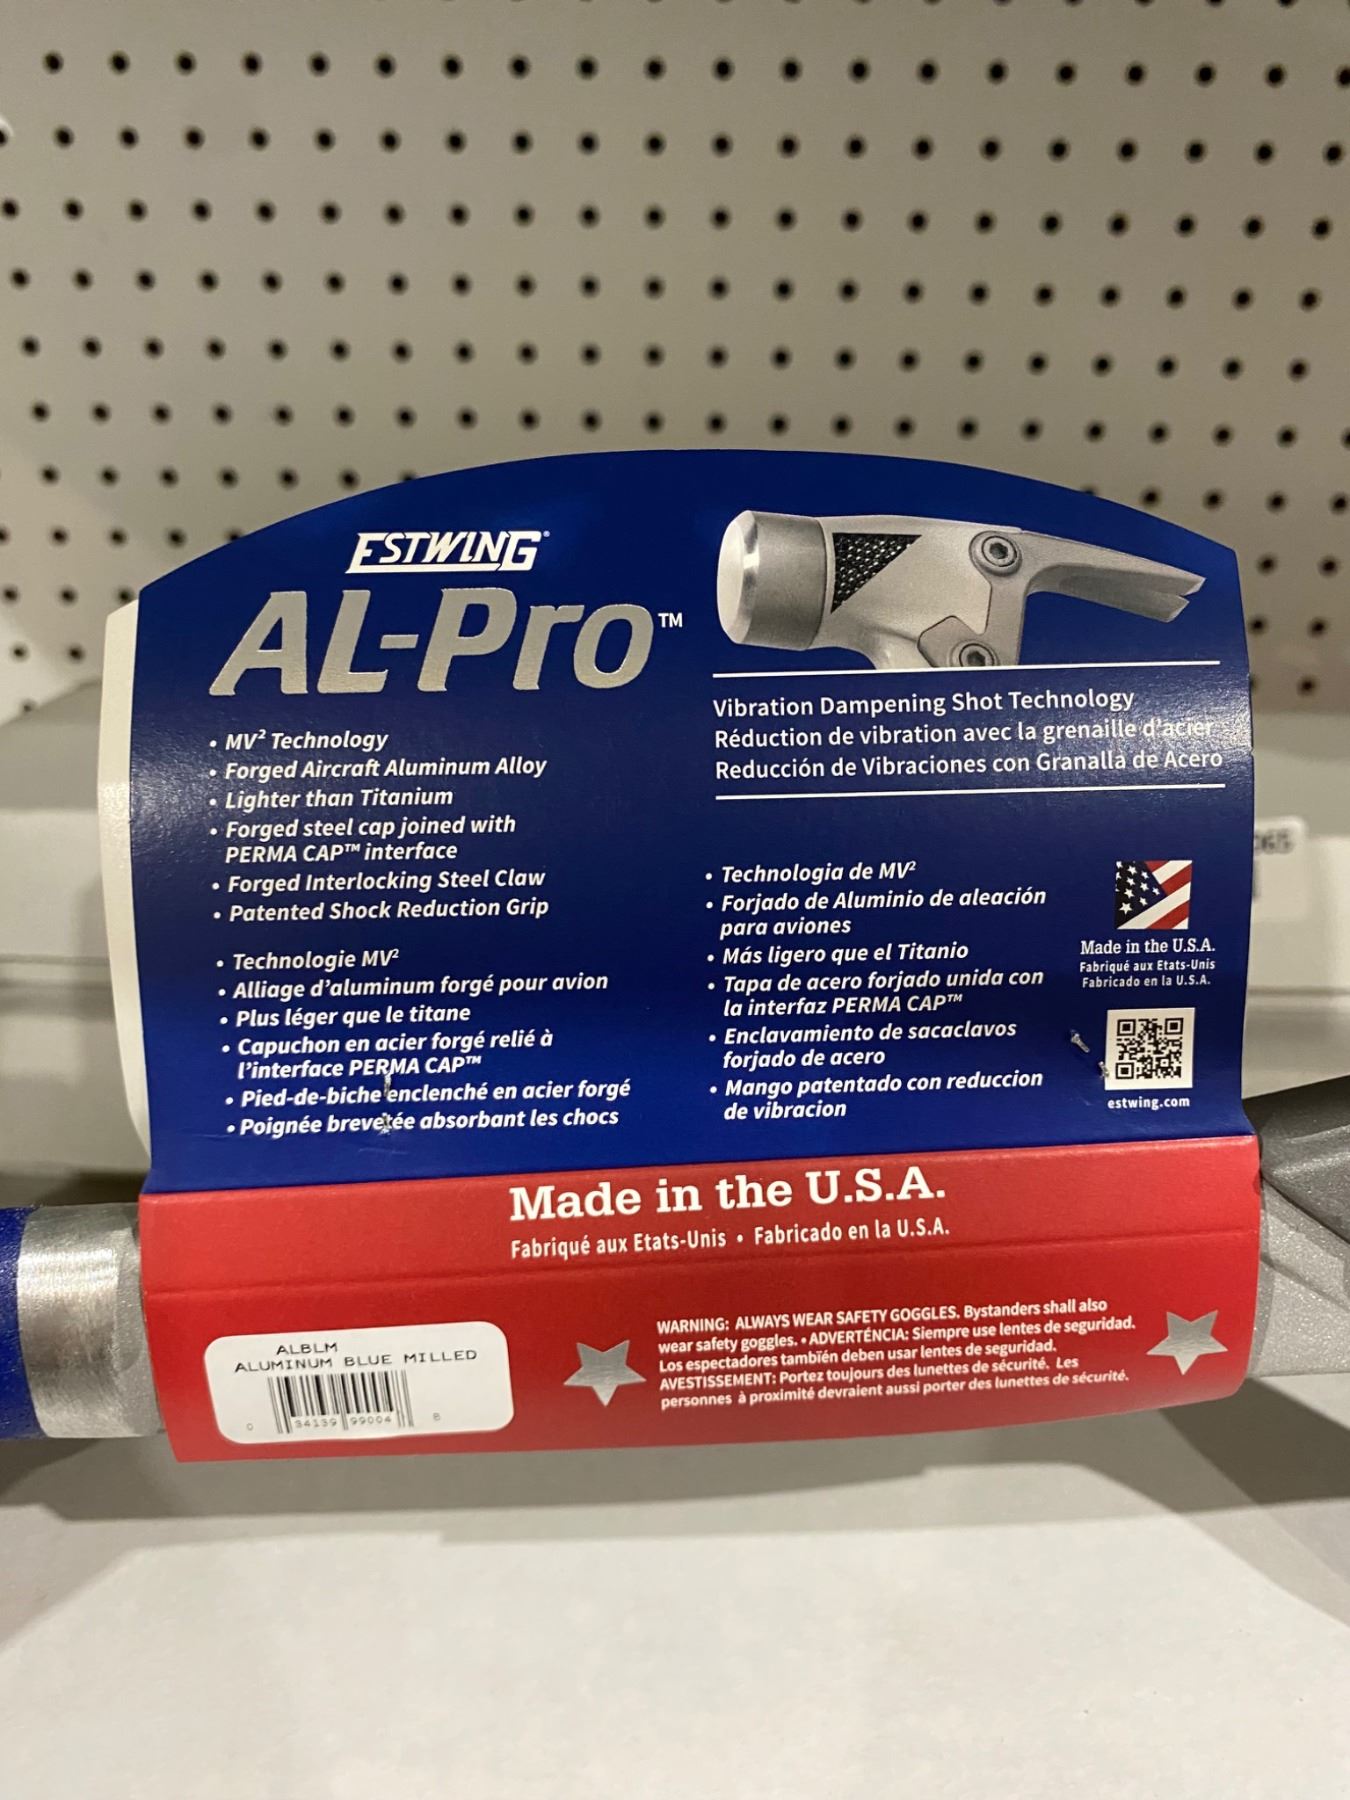 ESTWING®
AL-Pro™
• MV² Technology
• Forged Aircraft Aluminum Alloy
• Lighter than Titanium
• Forged steel cap joined with
PERMA CAP™ interface
• Forged Interlocking Steel Claw
• Patented Shock Reduction Grip
• Technologie MV²
• Alliage d'aluminum forgé pour avion
• Plus léger que le titane
• Capuchon en acier forgé relié à
l'interface PERMA CAP™
• Pied-de-biche enclenché en acier forgé
• Poignée brevetée absorbant les chocs
Vibration Dampening Shot Technology
Réduction de vibration avec la grenaille d'acier
Reducción de Vibraciones con Granalla de Acero
• Technologia de MV²
• Forjado de Aluminio de aleación
para aviones
• Más ligero que el Titanio
• Tapa de acero forjado unida con
la interfaz PERMA CAP™
• Enclavamiento de sacaclavos
forjado de acero
• Mango patentado con reduccion
de vibracion
Made in the U.S.A.
Fabriqué aux Etats-Unis
Fabricado en la U.S.A.
estwing.com
Made in the U.S.A.
Fabriqué aux Etats-Unis • Fabricado en la U.S.A.
ALBLM
ALUMINUM BLUE MILLED
0 34139 99004 8
WARNING: ALWAYS WEAR SAFETY GOGGLES. Bystanders shall also
wear safety goggles. • ADVERTÉNCIA: Siempre use lentes de seguridad.
Los espectadores tambïén deben usar lentes de seguridad.
AVESTISSEMENT: Portez toujours des lunettes de sécurité. Les
personnes à proximité devraient aussi porter des lunettes de sécurité.